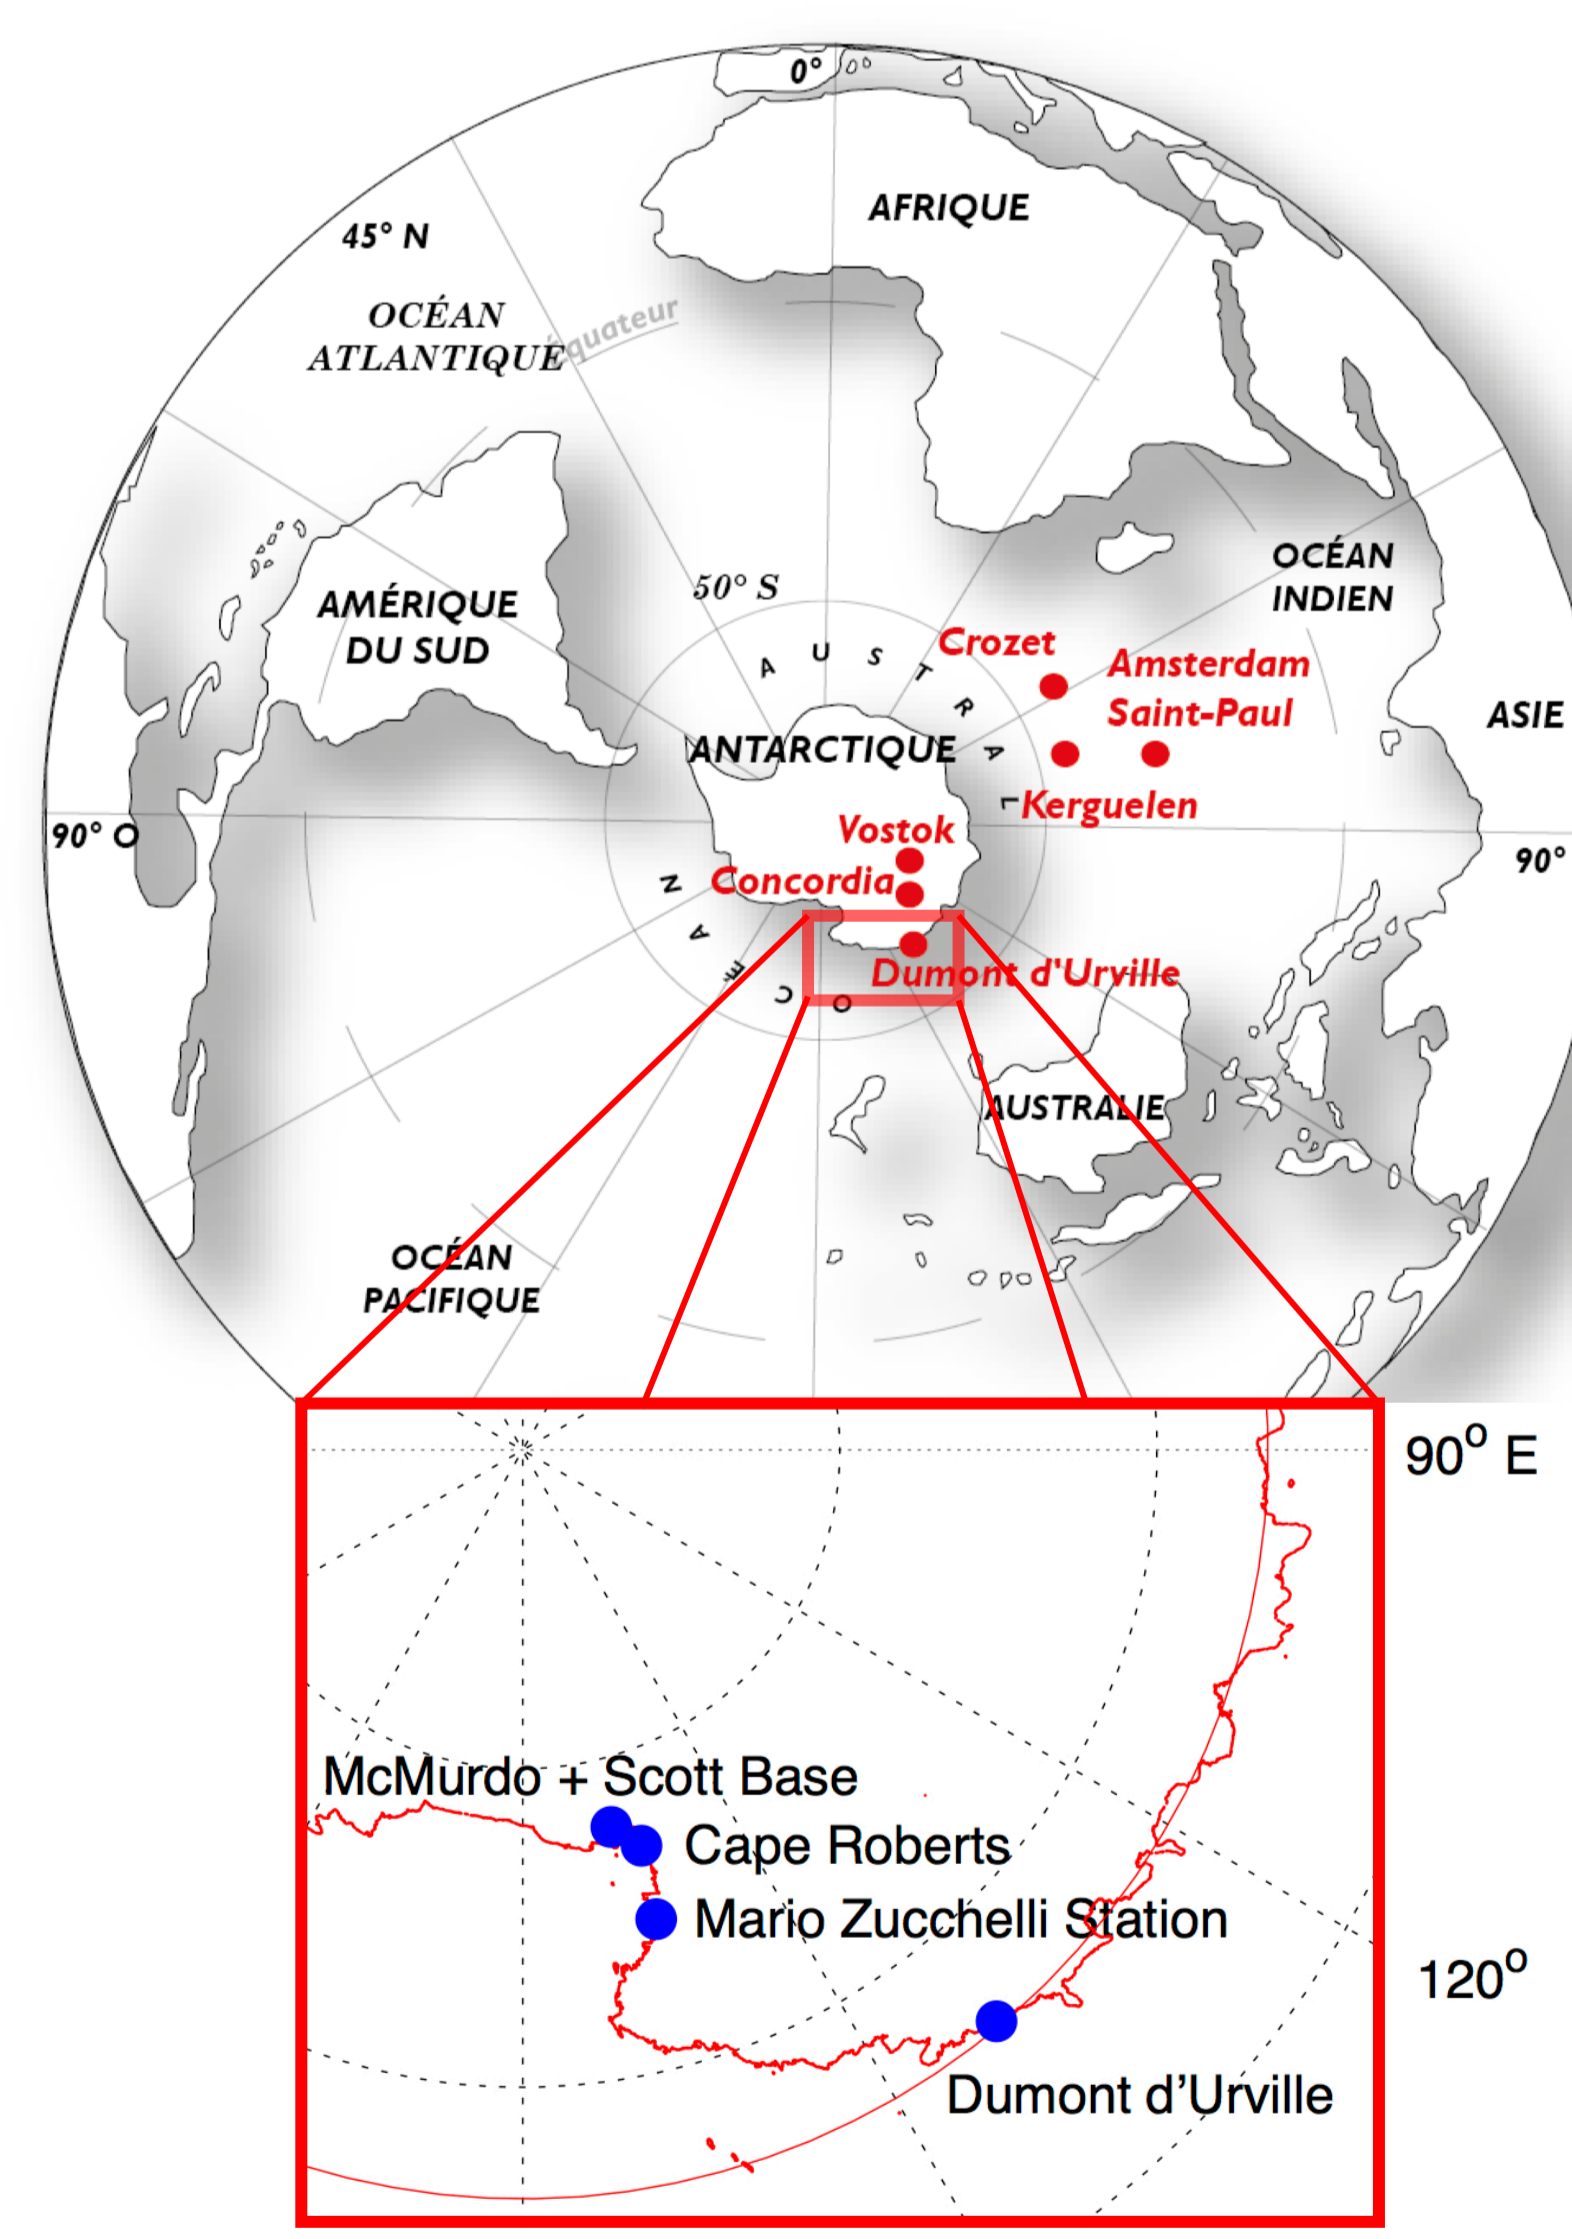 0°
AFRIQUE
45° N
OCÉAN
ATLANTIQUE
équateur
OCÉAN
INDIEN
50° S
AMÉRIQUE
DU SUD
Crozet
Amsterdam
Saint-Paul
ASIE
ANTARCTIQUE
Kerguelen
90° O
Vostok
90°
Concordia
OCÉAN AUSTRAL
Dumont d'Urville
AUSTRALIE
OCÉAN
PACIFIQUE
90° E
McMurdo + Scott Base
Cape Roberts
Mario Zucchelli Station
120°
Dumont d’Urville